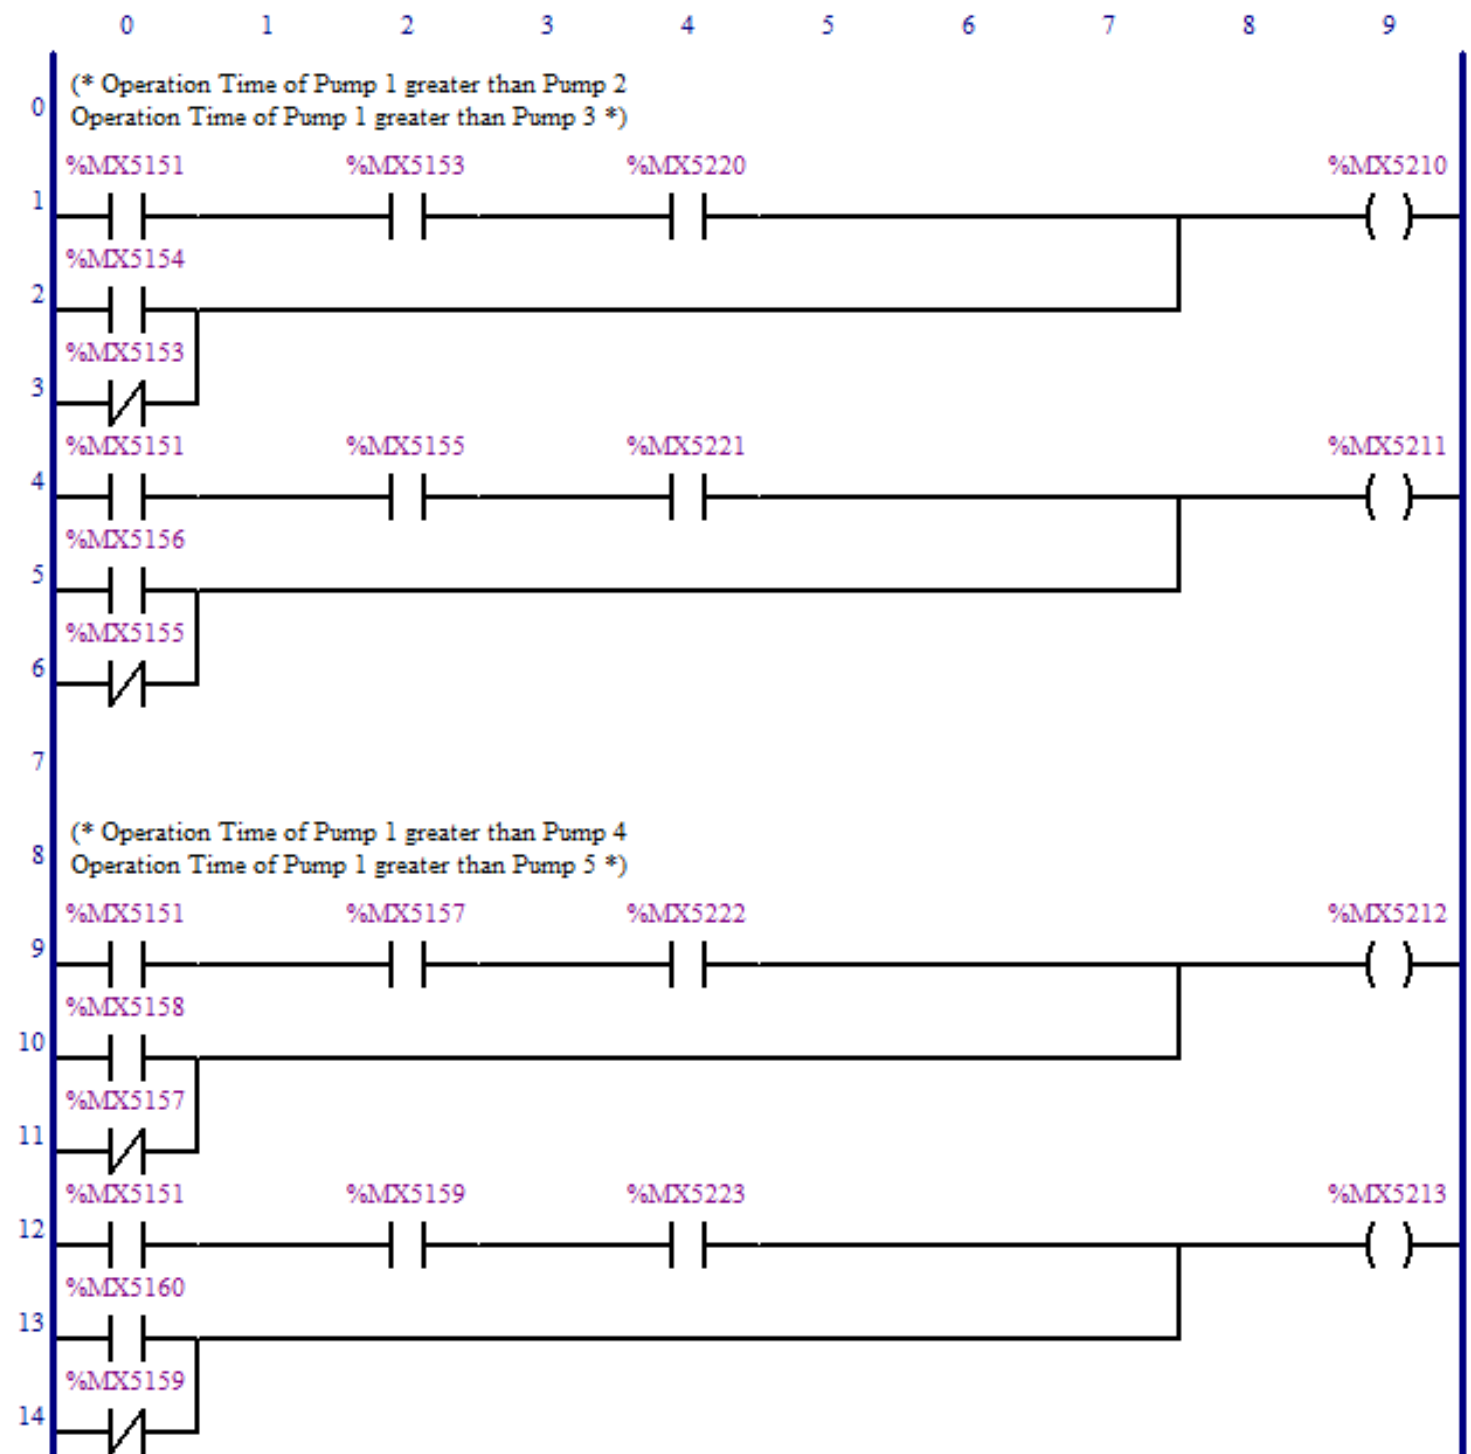 0 1 2 3 4 5 6 7 8 9
(* Operation Time of Pump 1 greater than Pump 2
0
Operation Time of Pump 1 greater than Pump 3 *)
%MX5151 %MX5153 %MX5220 %MX5210
1
%MX5154
2
%MX5153
3
%MX5151 %MX5155 %MX5221 %MX5211
4
%MX5156
5
%MX5155
6
7
(* Operation Time of Pump 1 greater than Pump 4
8
Operation Time of Pump 1 greater than Pump 5 *)
%MX5151 %MX5157 %MX5222 %MX5212
9
%MX5158
10
%MX5157
11
%MX5151 %MX5159 %MX5223 %MX5213
12
%MX5160
13
%MX5159
14